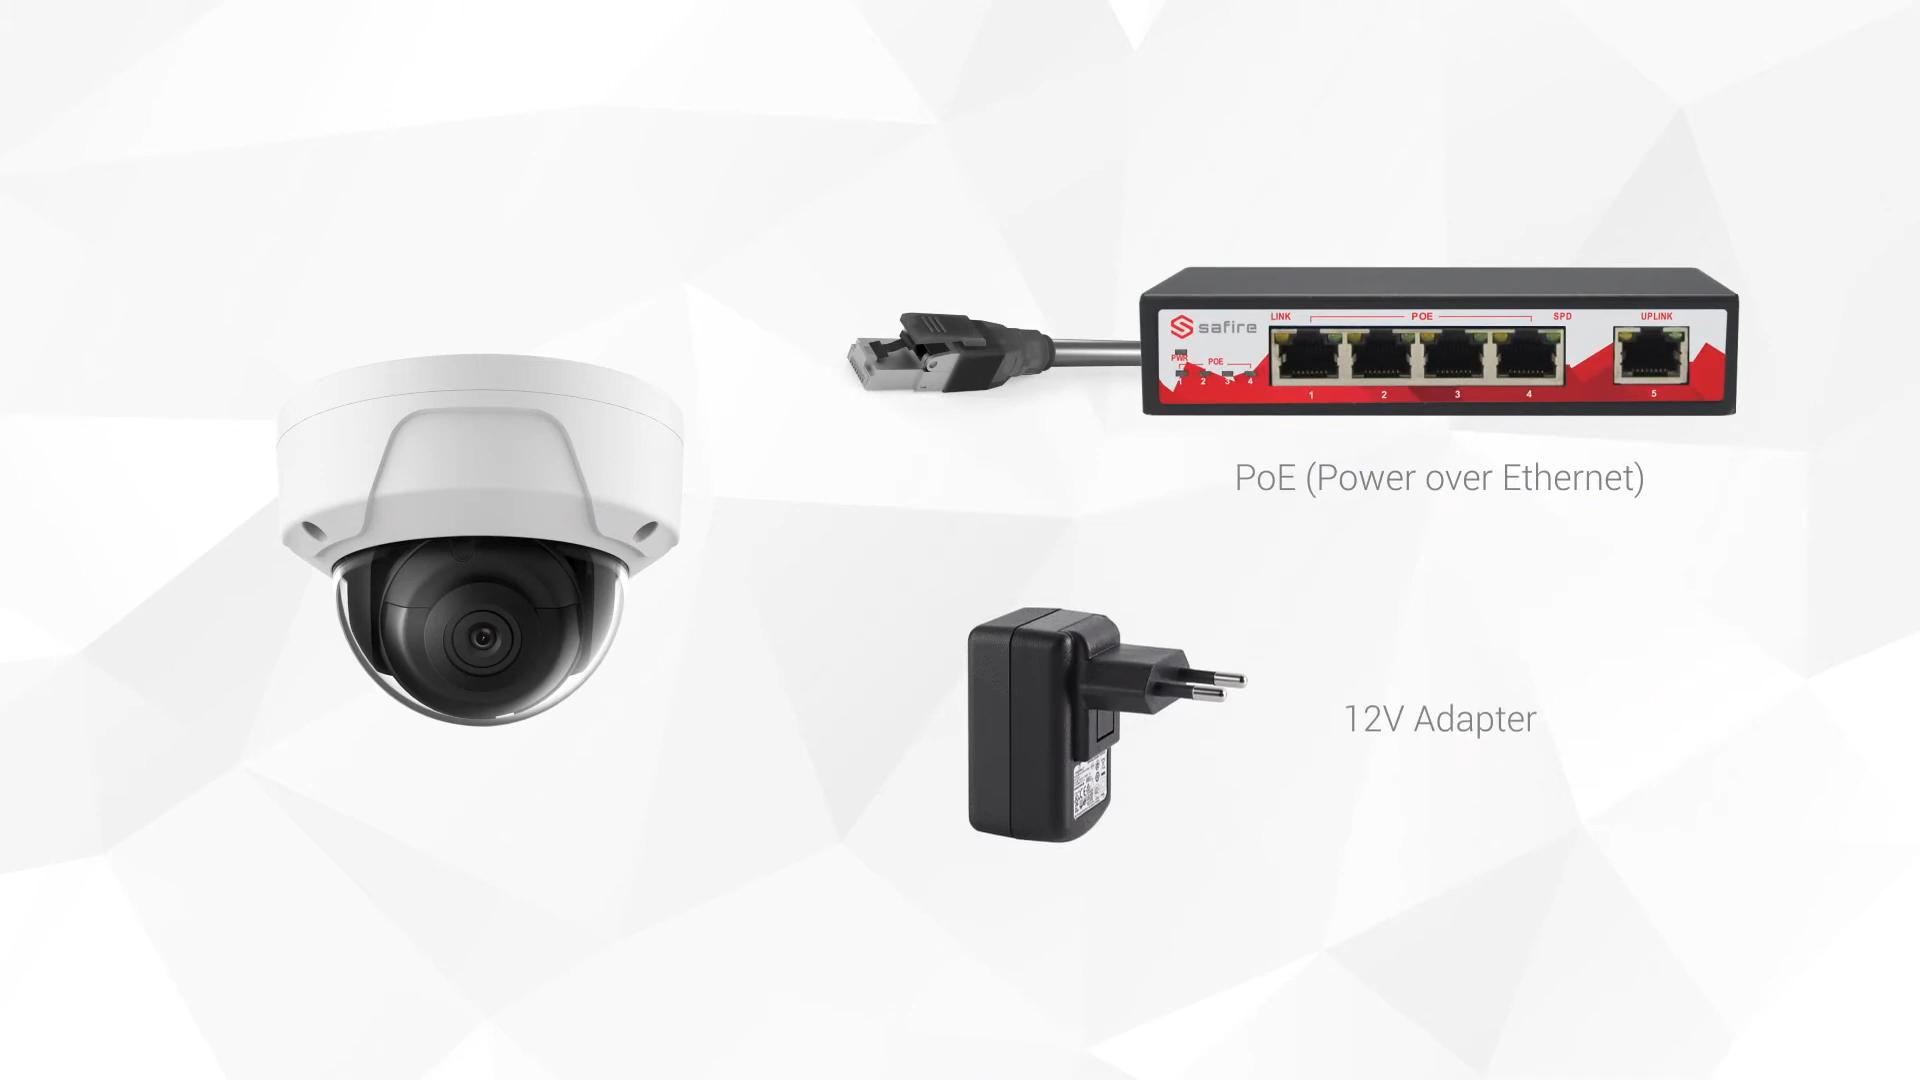 safire
LINK POE SPD UPLINK
PWR
POE
1 2 3 4
1 2 3 4 5
PoE (Power over Ethernet)
12V Adapter